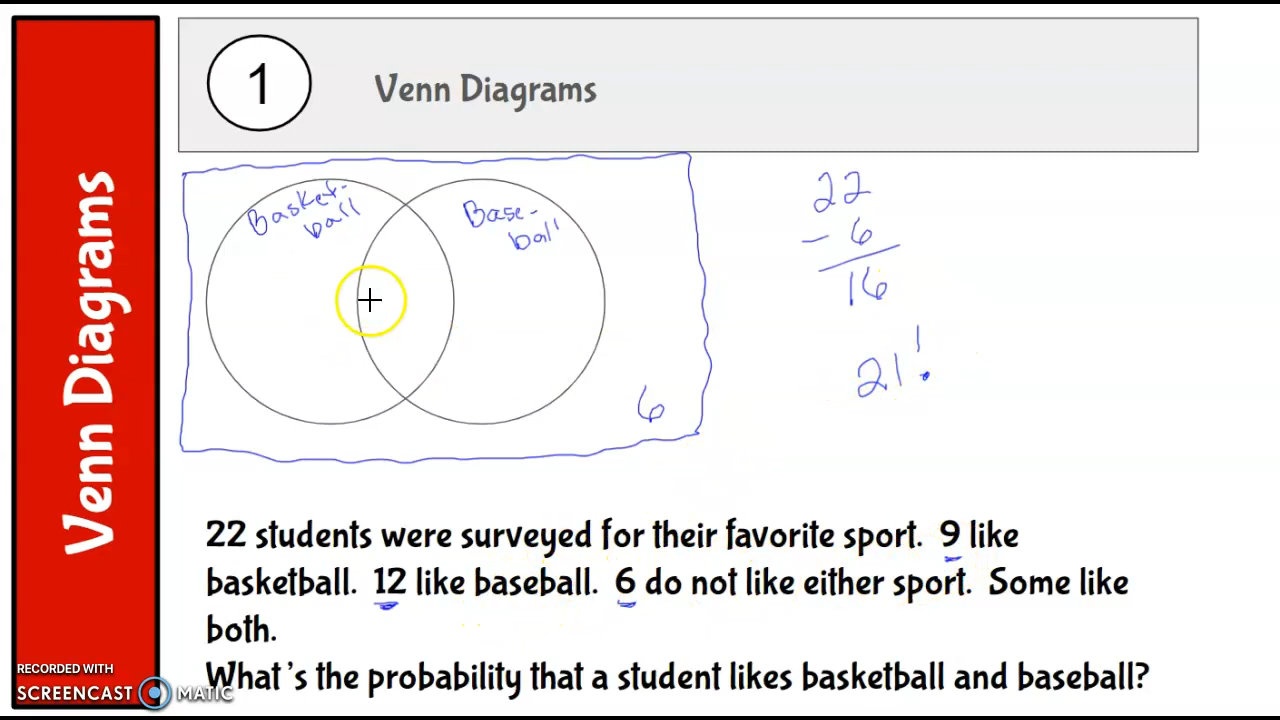 Venn Diagrams
1
Venn Diagrams
Basket-
ball
Base-
ball
6
22
- 6
16
21!
22 students were surveyed for their favorite sport. 9 like
basketball. 12 like baseball. 6 do not like either sport. Some like
both.
What's the probability that a student likes basketball and baseball?
RECORDED WITH
SCREENCAST MATIC